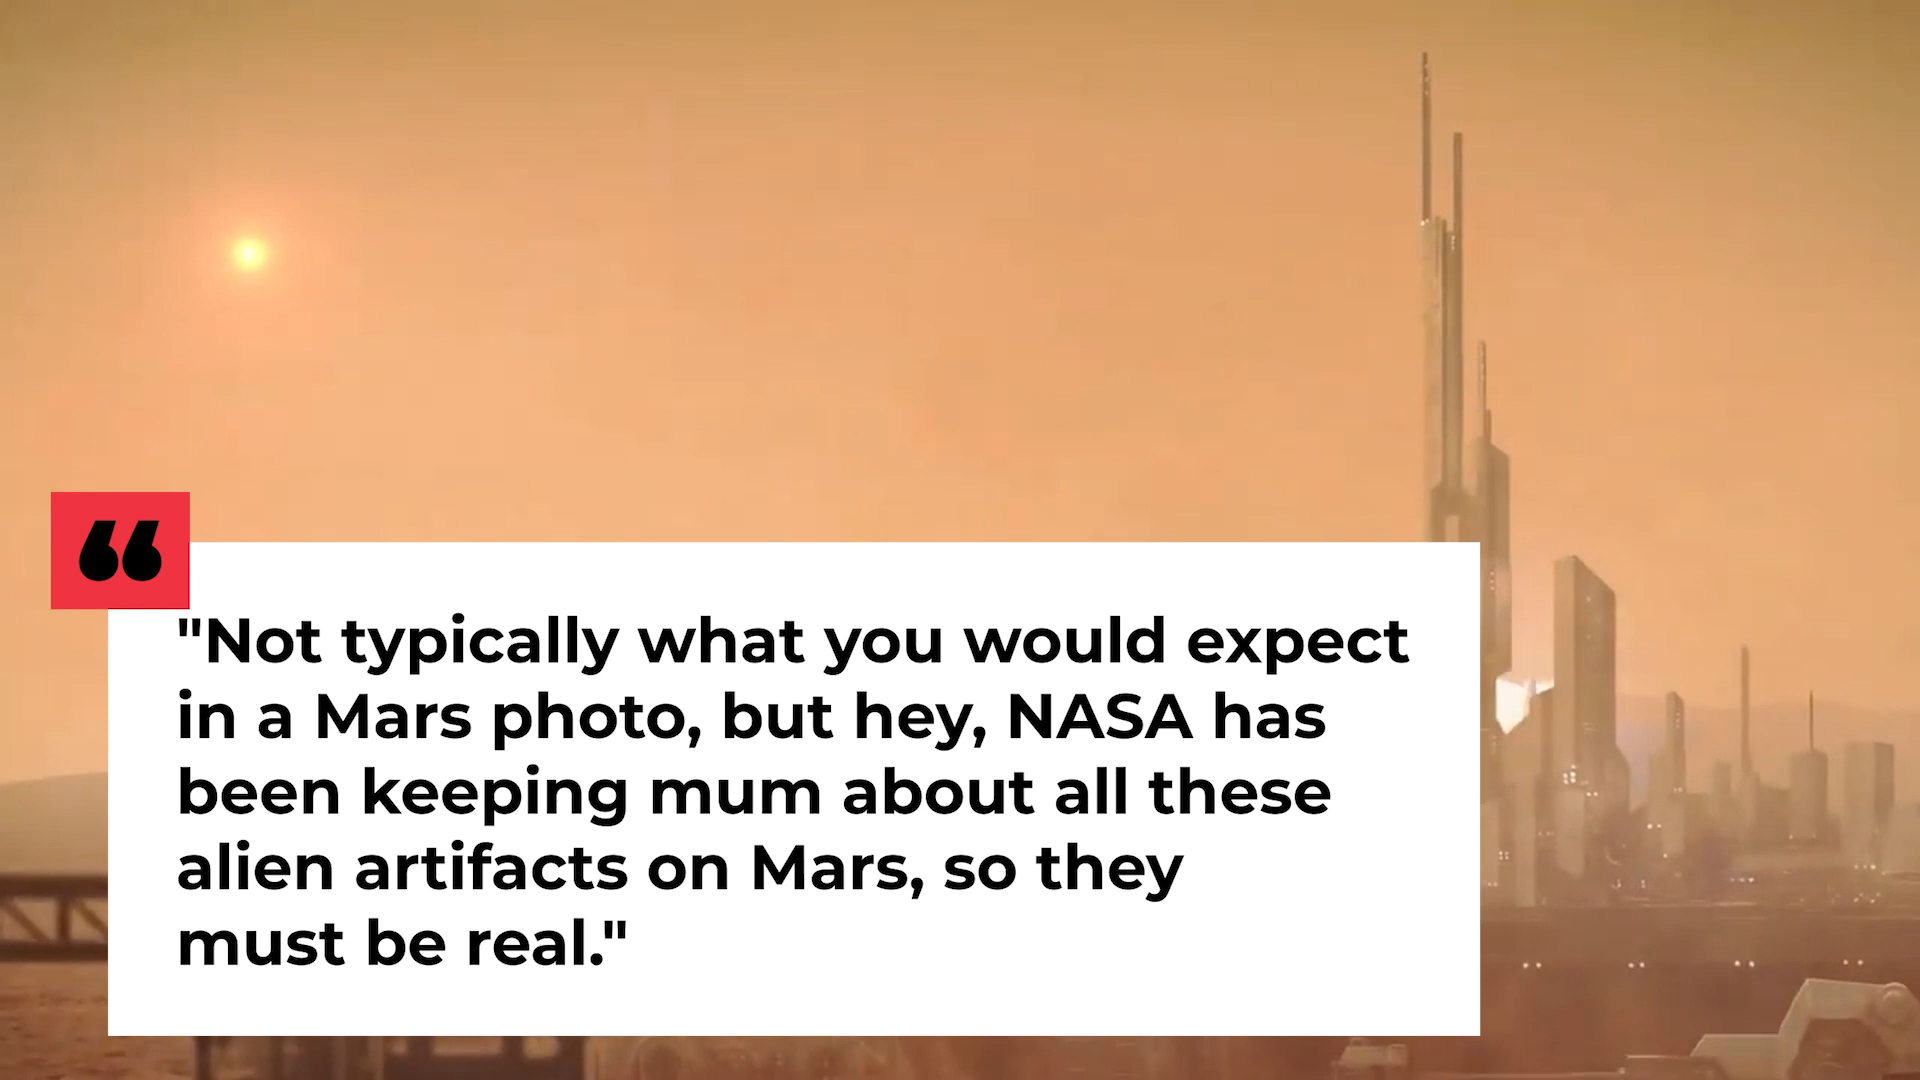 "Not typically what you would expect
in a Mars photo, but hey, NASA has
been keeping mum about all these
alien artifacts on Mars, so they
must be real."